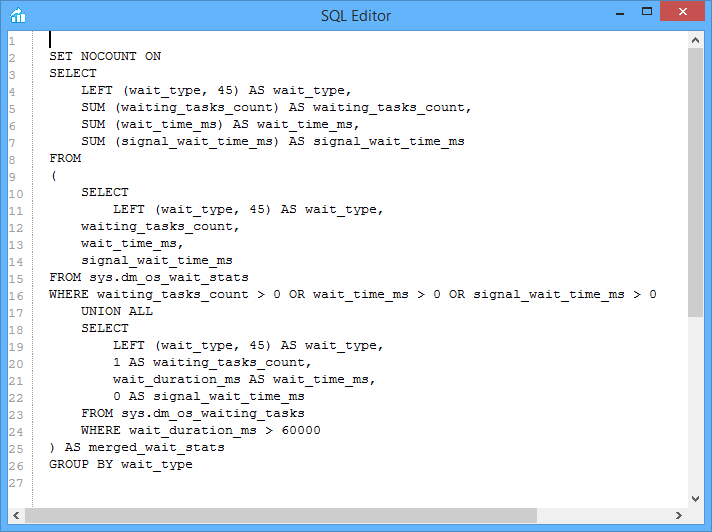 SQL Editor
1
2 SET NOCOUNT ON
3 SELECT
4 LEFT (wait_type, 45) AS wait_type,
5 SUM (waiting_tasks_count) AS waiting_tasks_count,
6 SUM (wait_time_ms) AS wait_time_ms,
7 SUM (signal_wait_time_ms) AS signal_wait_time_ms
8 FROM
9 (
10 SELECT
11 LEFT (wait_type, 45) AS wait_type,
12 waiting_tasks_count,
13 wait_time_ms,
14 signal_wait_time_ms
15 FROM sys.dm_os_wait_stats
16 WHERE waiting_tasks_count > 0 OR wait_time_ms > 0 OR signal_wait_time_ms > 0
17 UNION ALL
18 SELECT
19 LEFT (wait_type, 45) AS wait_type,
20 1 AS waiting_tasks_count,
21 wait_duration_ms AS wait_time_ms,
22 0 AS signal_wait_time_ms
23 FROM sys.dm_os_waiting_tasks
24 WHERE wait_duration_ms > 60000
25 ) AS merged_wait_stats
26 GROUP BY wait_type
27